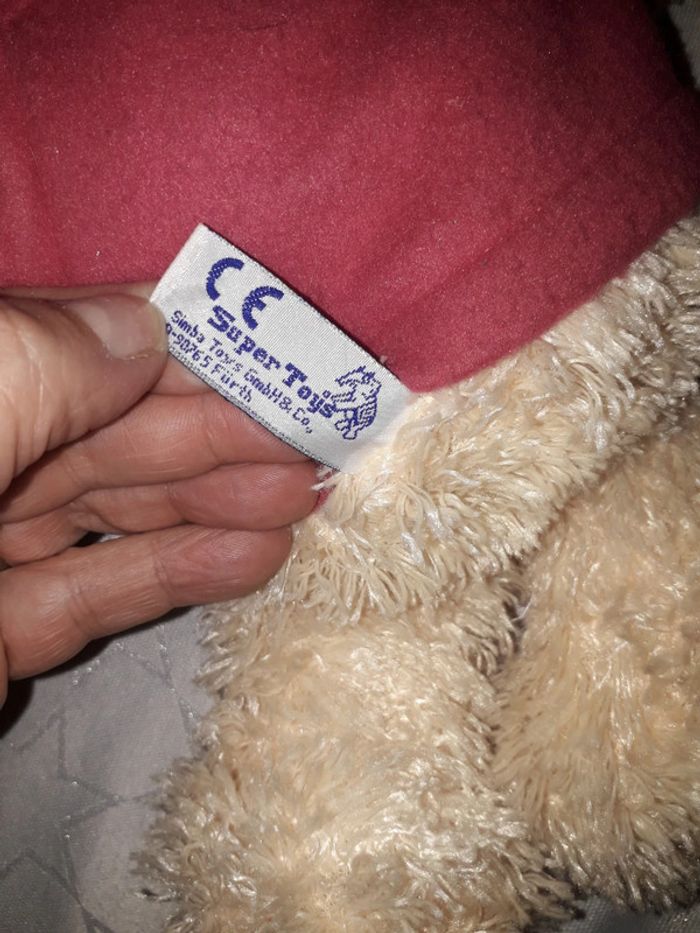 CE
Super Toys
Simba Toys GmbH & Co.
D-90765 Fürth